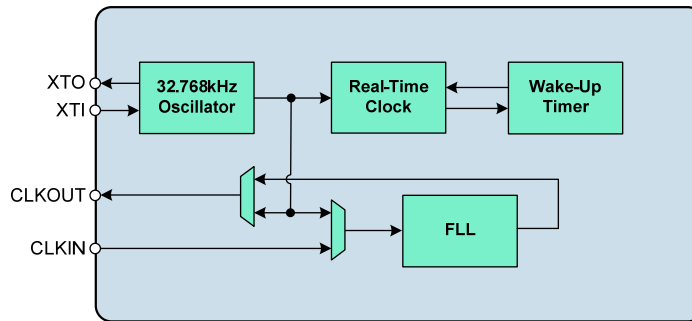 XTO
XTI
32.768kHz
Oscillator
Real-Time
Clock
Wake-Up
Timer
CLKOUT
CLKIN
FLL